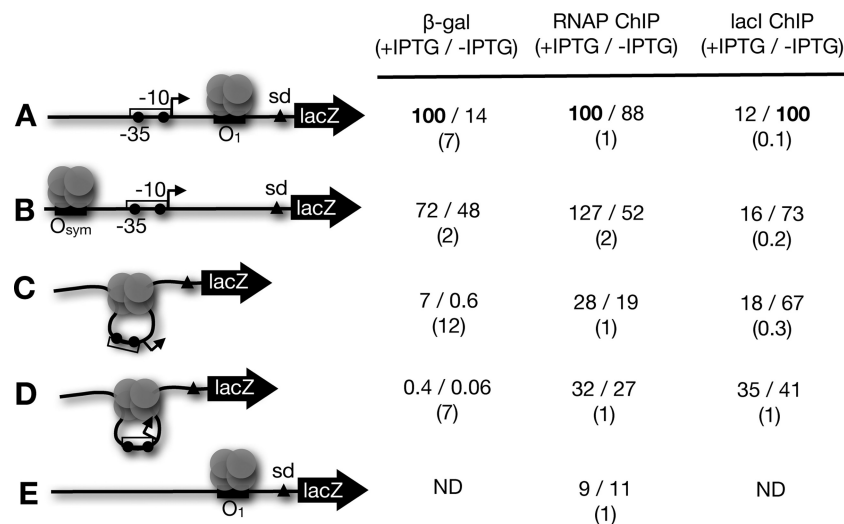 β-gal RNAP ChIP lacI ChIP
(+IPTG / -IPTG) (+IPTG / -IPTG) (+IPTG / -IPTG)
-10 sd
A lacZ 100 / 14 100 / 88 12 / 100
-35 O1 (7) (1) (0.1)
-10 sd
B lacZ 72 / 48 127 / 52 16 / 73
Osym -35 (2) (2) (0.2)
C lacZ
7 / 0.6 28 / 19 18 / 67
(12) (1) (0.3)
D lacZ 0.4 / 0.06 32 / 27 35 / 41
(7) (1) (1)
sd
E lacZ ND 9 / 11 ND
O1 (1)